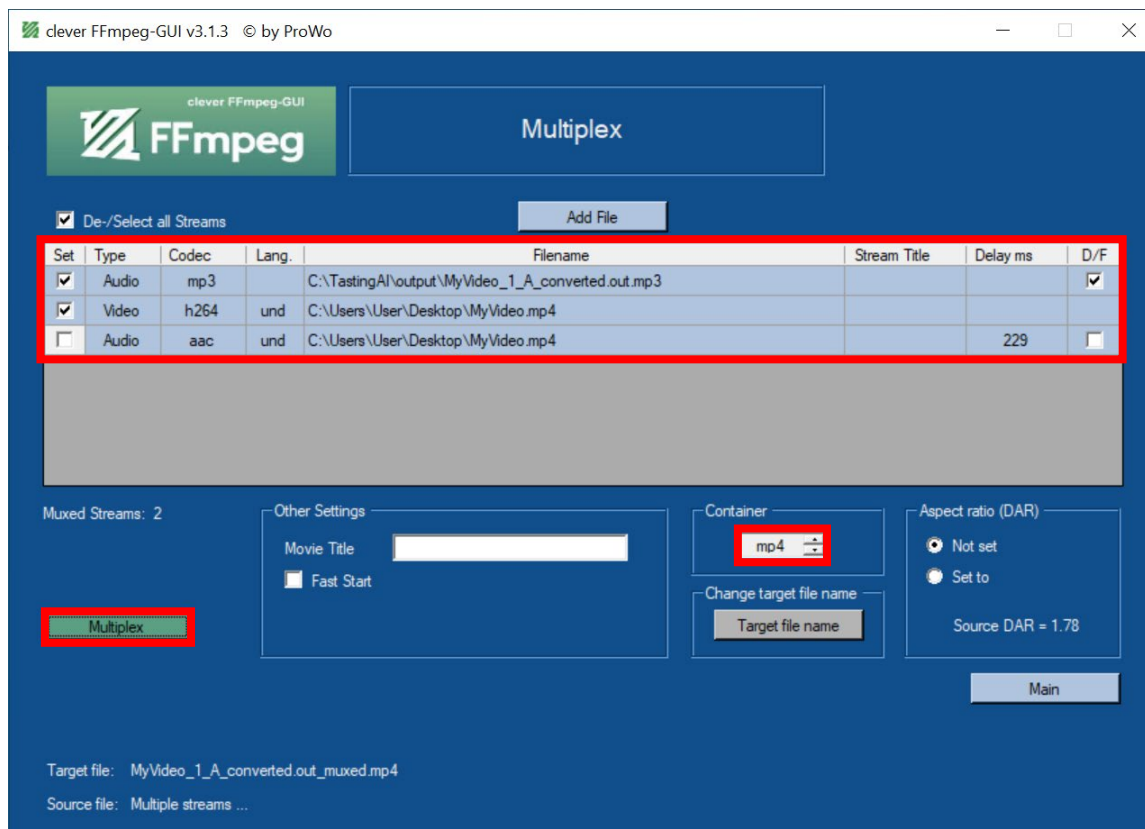 clever FFmpeg-GUI v3.1.3 © by ProWo
clever FFmpeg-GUI
FFmpeg
Multiplex
De-/Select all Streams
Add File
Set Type Codec Lang. Filename Stream Title Delay ms D/F
Audio mp3 C:\TastingAI\output\MyVideo_1_A_converted.out.mp3
Video h264 und C:\Users\User\Desktop\MyVideo.mp4
Audio aac und C:\Users\User\Desktop\MyVideo.mp4 229
Muxed Streams: 2
Other Settings
Movie Title
Fast Start
Container
mp4
Change target file name
Target file name
Aspect ratio (DAR)
Not set
Set to
Source DAR = 1.78
Multiplex
Main
Target file: MyVideo_1_A_converted.out_muxed.mp4
Source file: Multiple streams ...